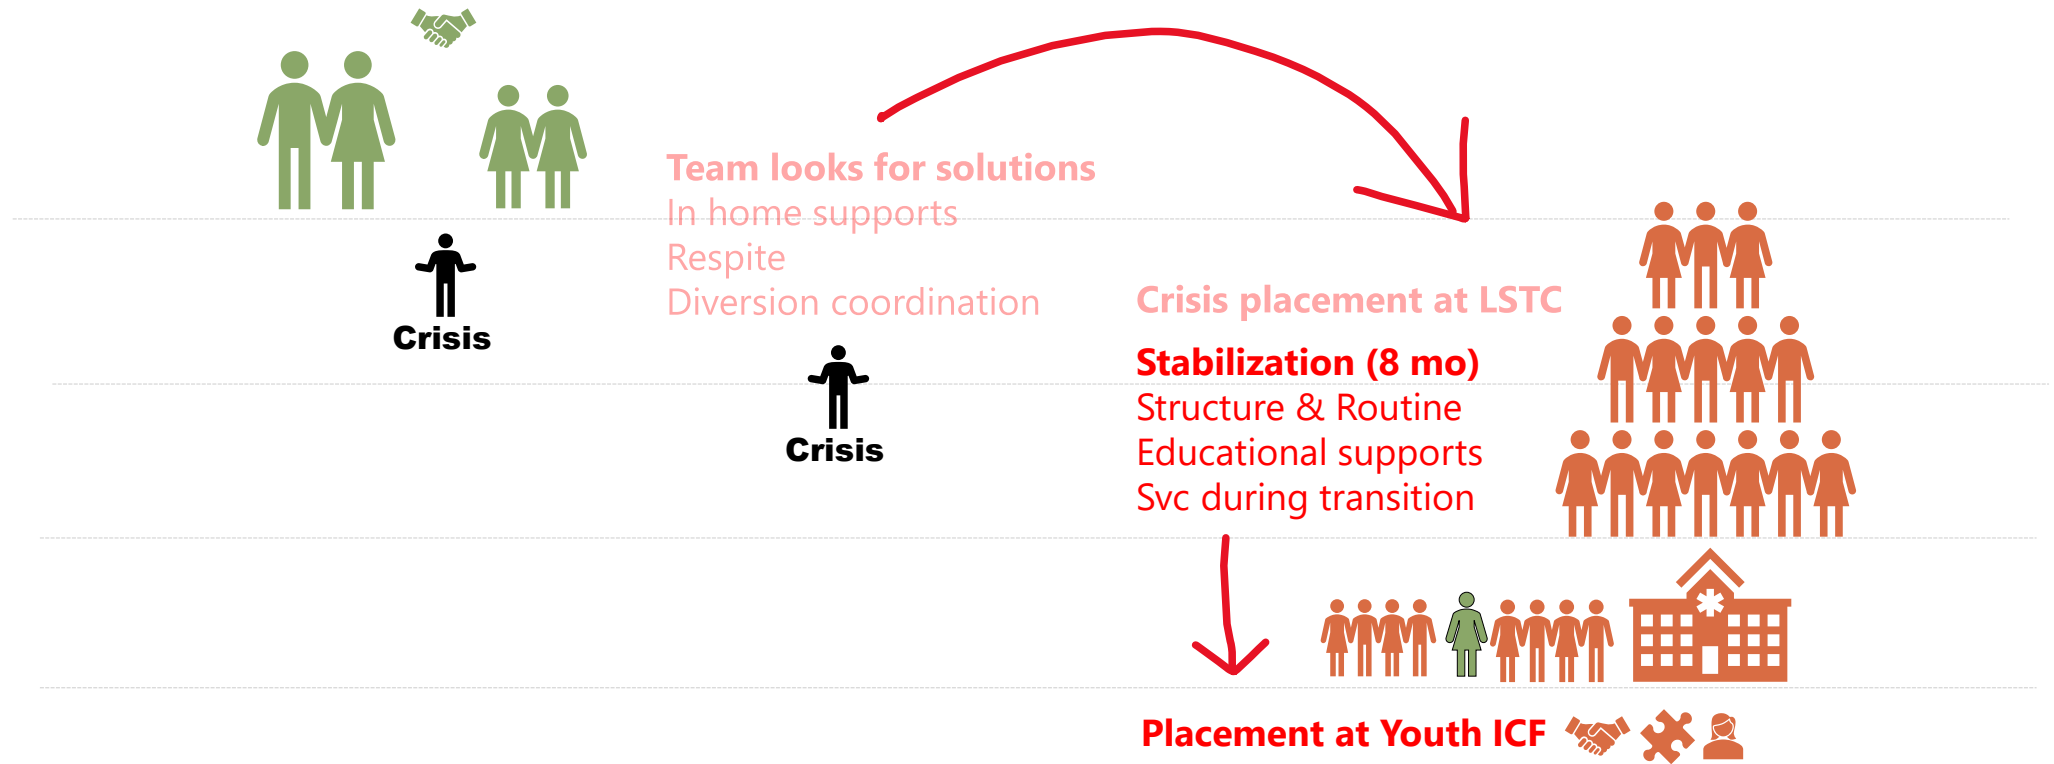 Team looks for solutions
In home supports
Respite
Diversion coordination
Crisis
Crisis
Crisis placement at LSTC
Stabilization (8 mo)
Structure & Routine
Educational supports
Svc during transition
Placement at Youth ICF